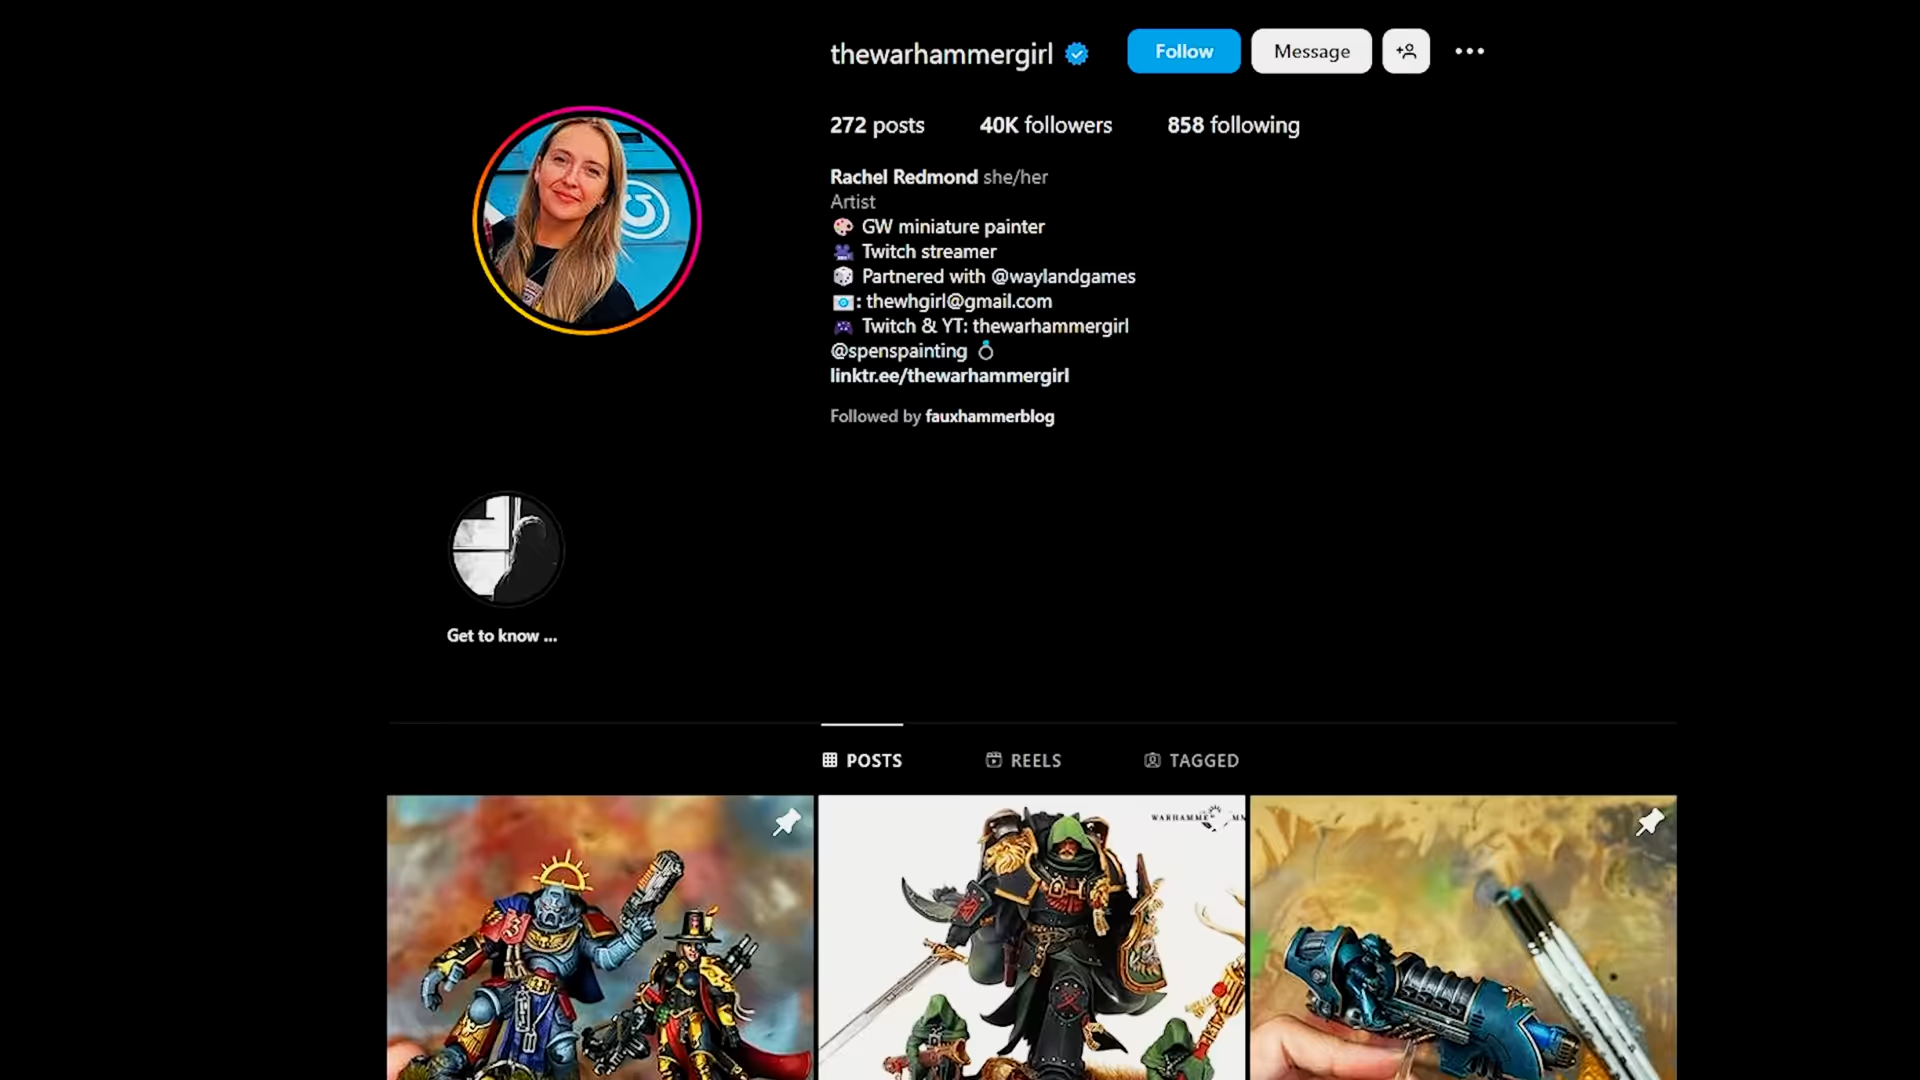 thewarhammergirl
Follow
Message
272 posts
40K followers
858 following
Rachel Redmond she/her
Artist
GW miniature painter
Twitch streamer
Partnered with @waylandgames
: thewhgirl@gmail.com
Twitch & YT: thewarhammergirl
@spenspainting
linktr.ee/thewarhammergirl
Followed by fauxhammerblog
Get to know ...
POSTS
REELS
TAGGED